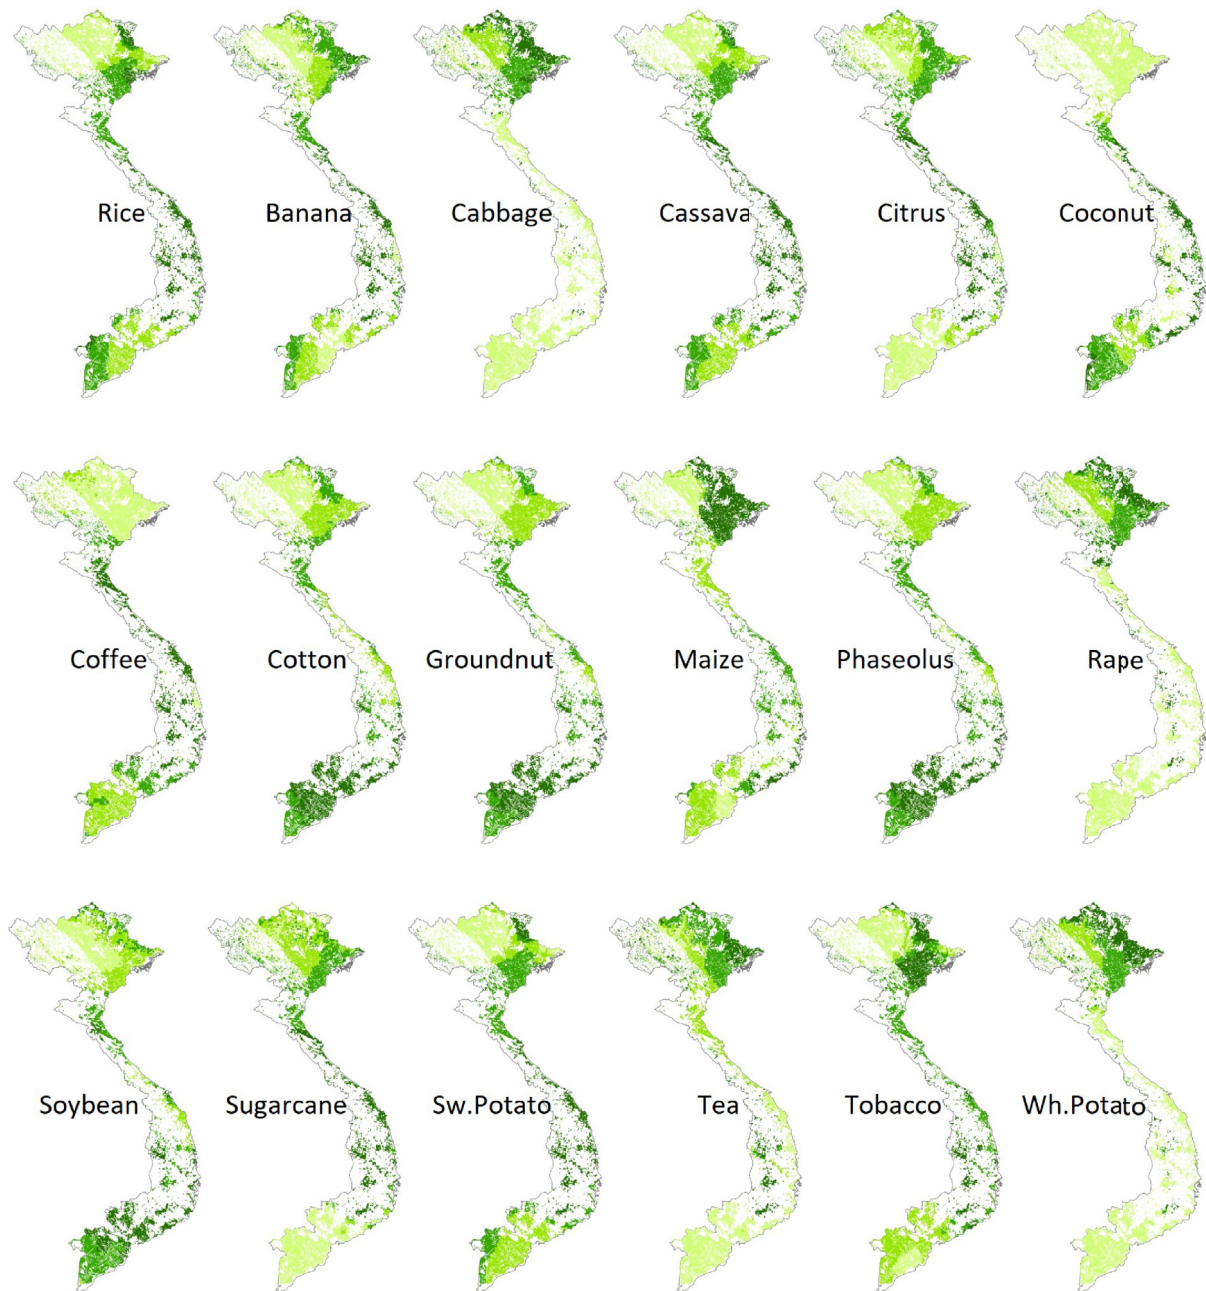 Rice Banana Cabbage Cassava Citrus Coconut
Coffee Cotton Groundnut Maize Phaseolus Rape
Soybean Sugarcane Sw.Potato Tea Tobacco Wh.Potato